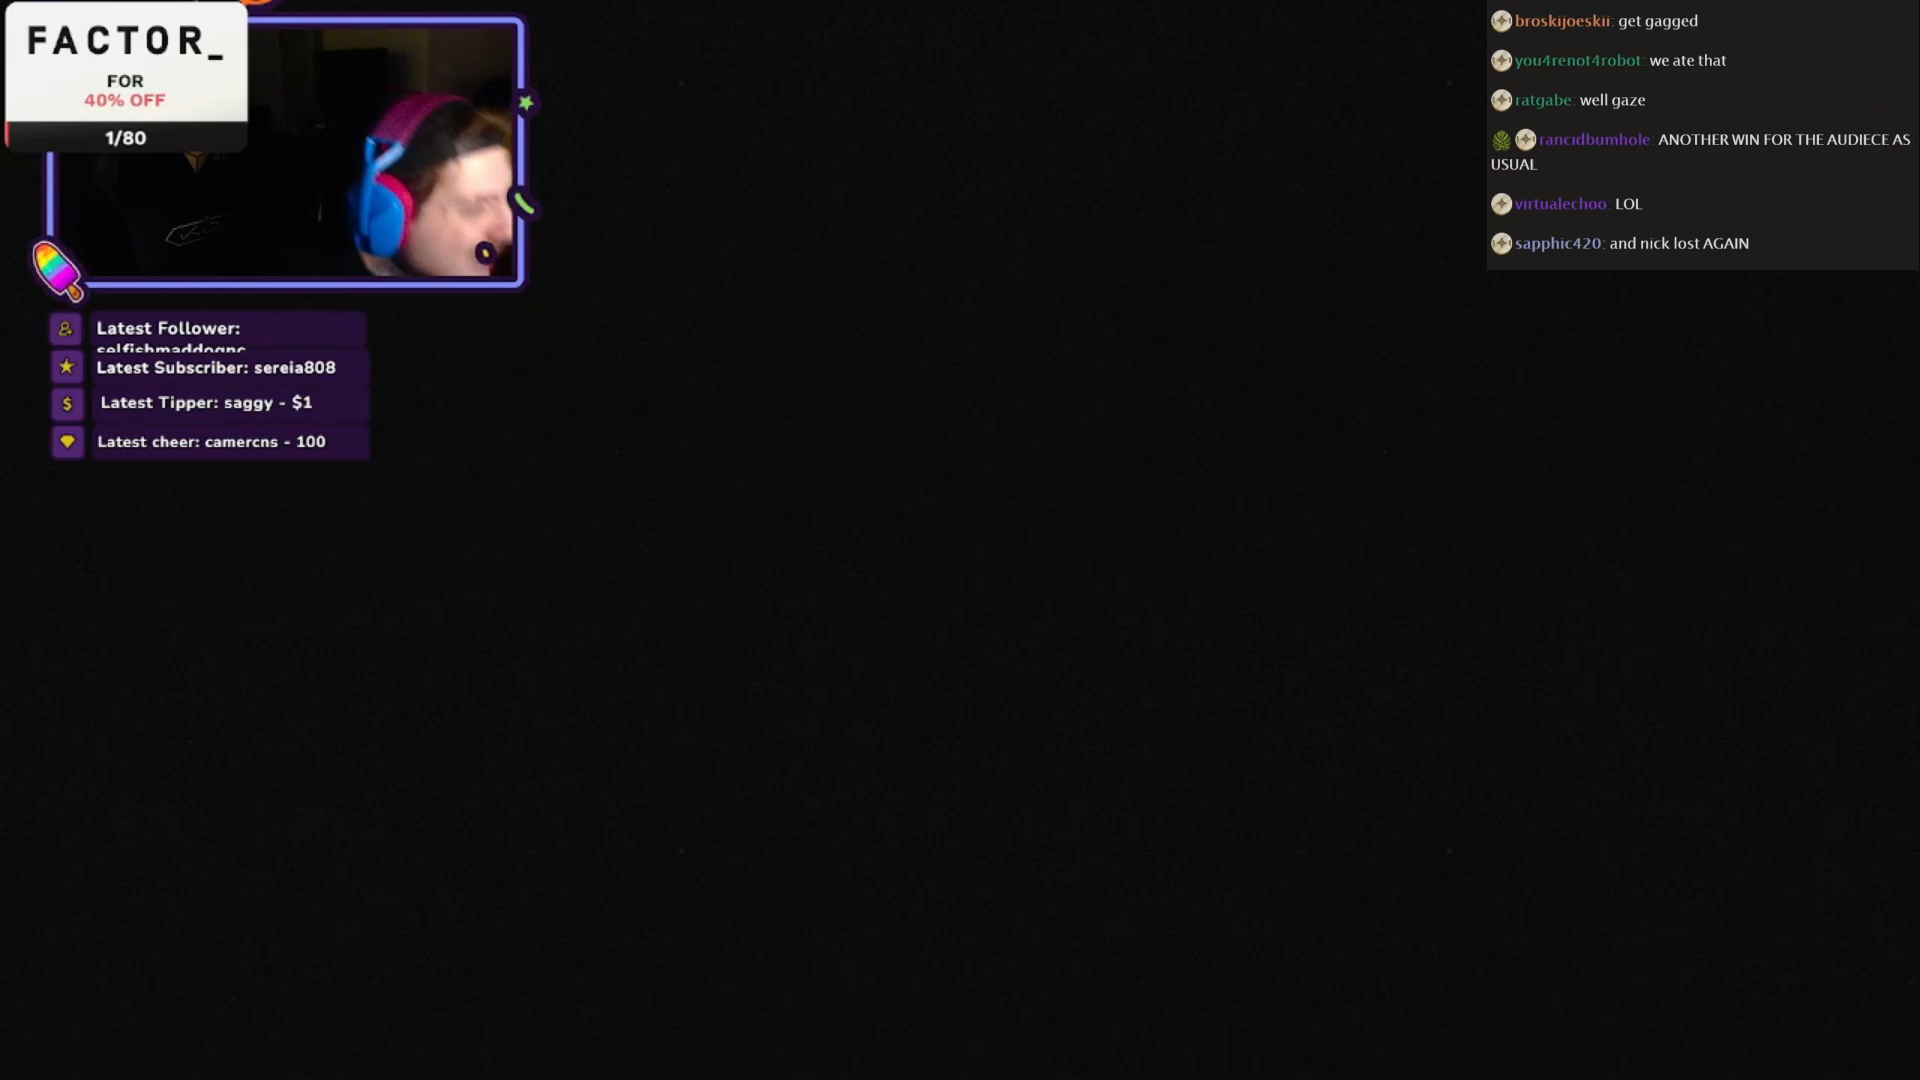 FACTOR_
FOR
40% OFF
1/80
Latest Follower:
selfishmaddognc
Latest Subscriber: sereia808
Latest Tipper: saggy - $1
Latest cheer: camercns - 100
broskijoeskii: get gagged
you4renot4robot: we ate that
ratgabe: well gaze
rancidbumhole: ANOTHER WIN FOR THE AUDIECE AS
USUAL
virtualechoo: LOL
sapphic420: and nick lost AGAIN